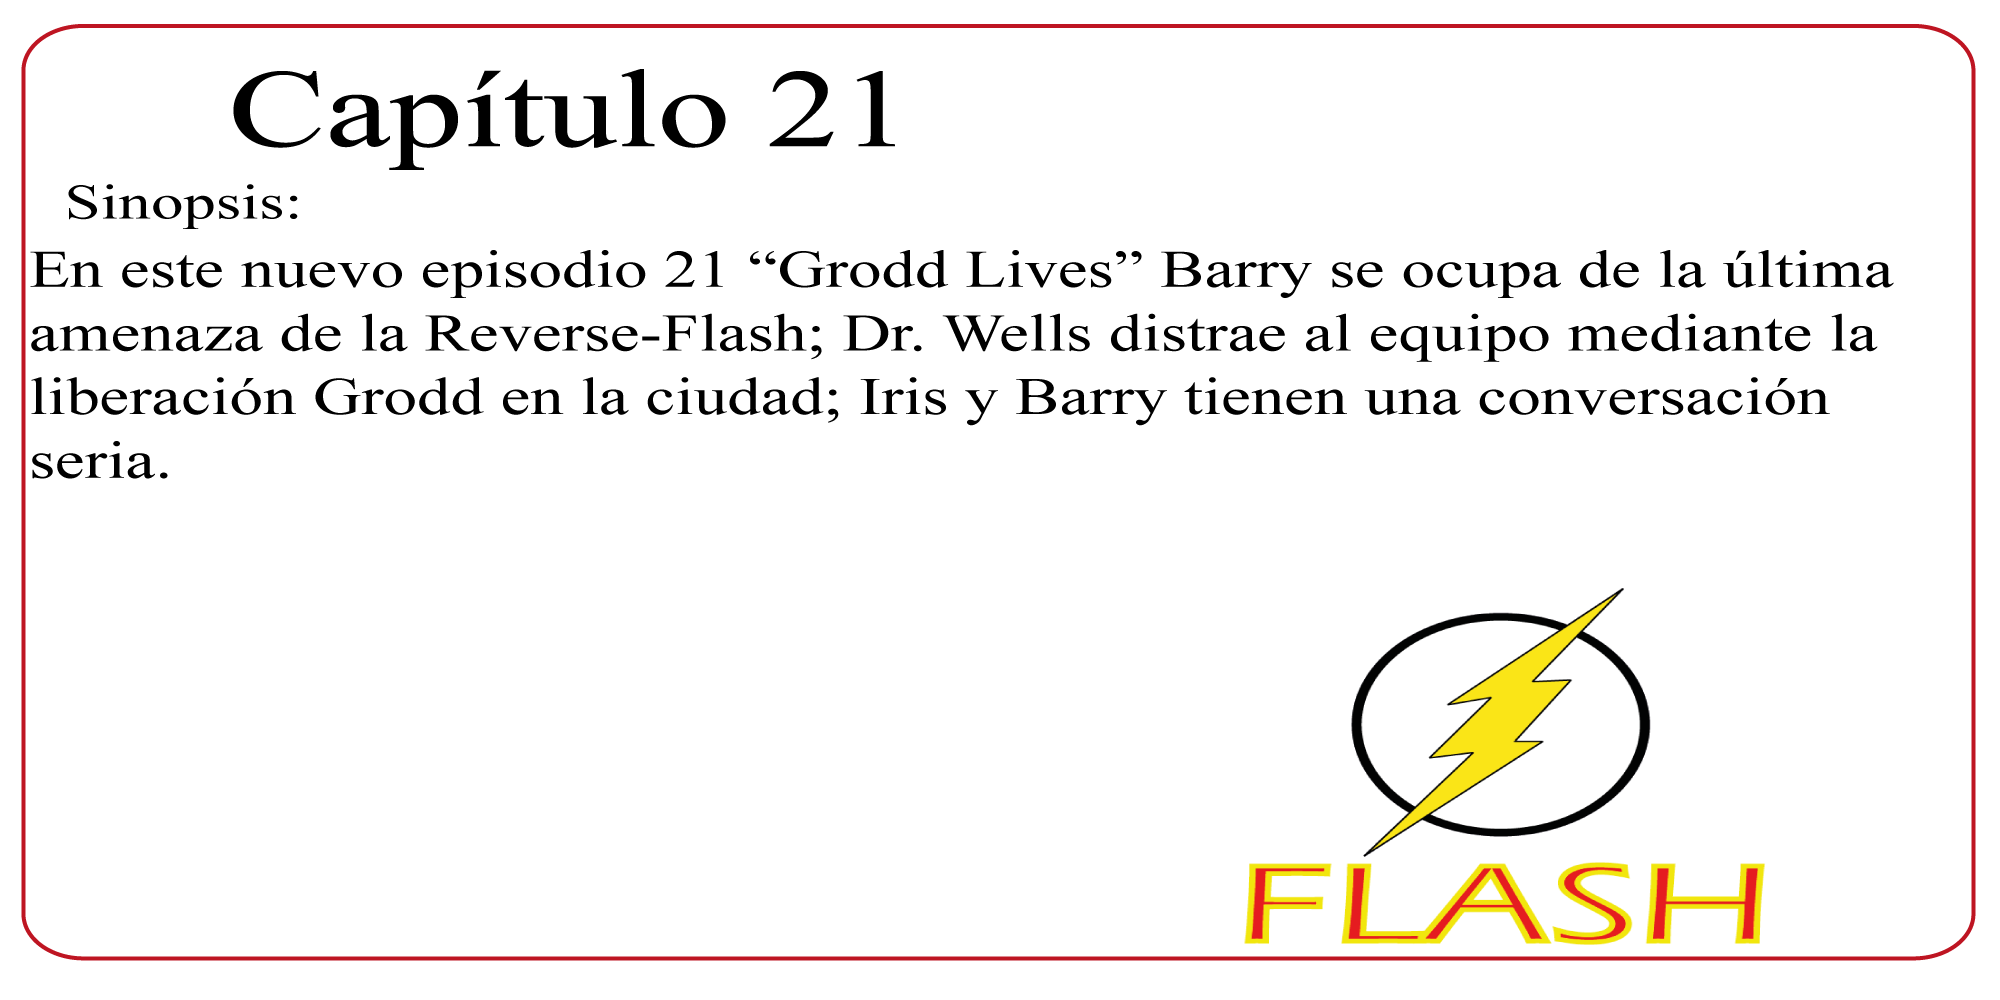 Capítulo 21
Sinopsis:
En este nuevo episodio 21 “Grodd Lives” Barry se ocupa de la última
amenaza de la Reverse-Flash; Dr. Wells distrae al equipo mediante la
liberación Grodd en la ciudad; Iris y Barry tienen una conversación
seria.
FLASH